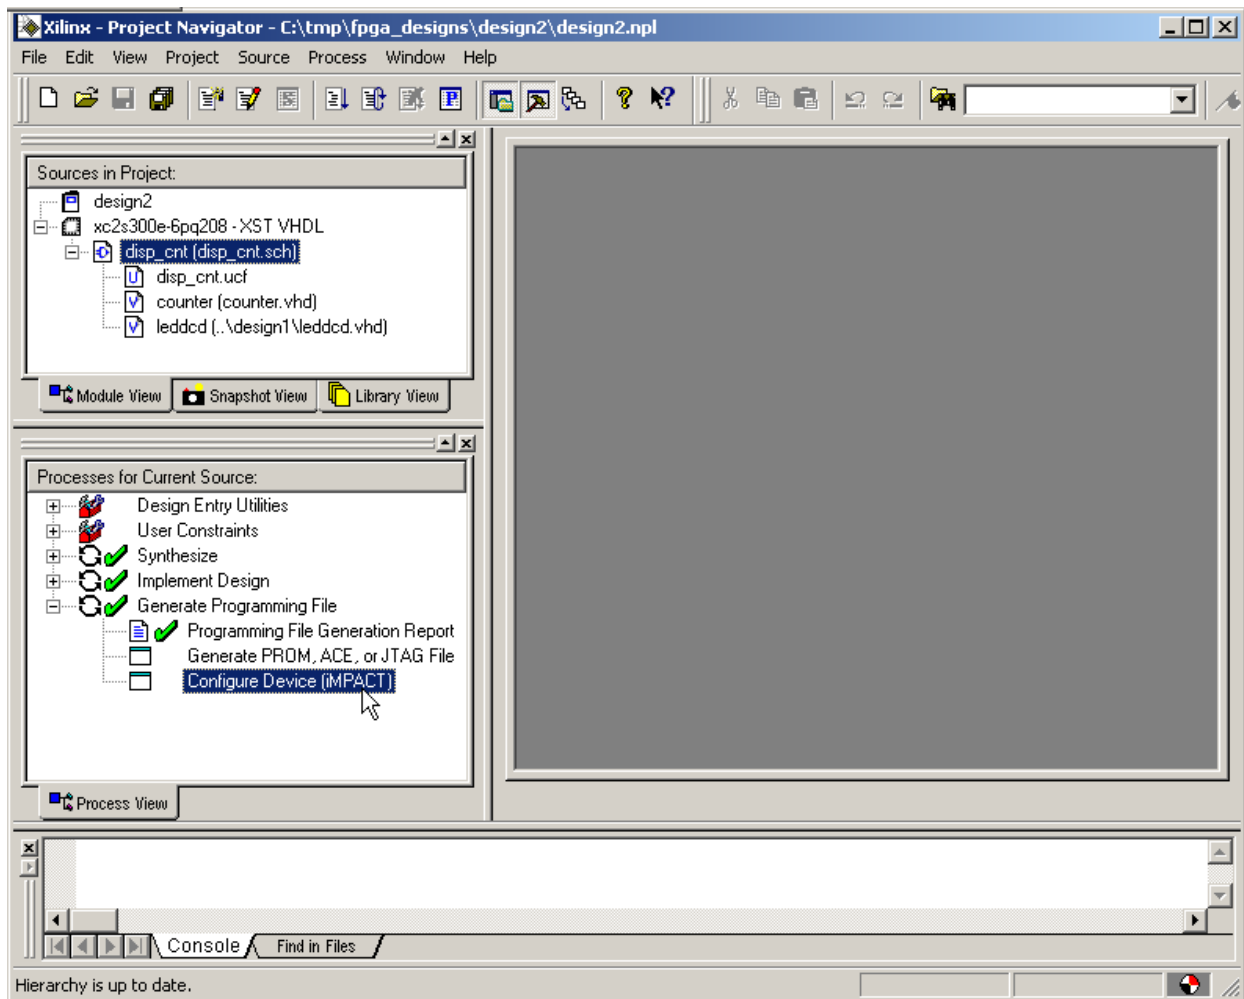 Xilinx - Project Navigator - C:\tmp\fpga_designs\design2\design2.npl
File Edit View Project Source Process Window Help
Sources in Project:
design2
xc2s300e-6pq208 - XST VHDL
disp_cnt (disp_cnt.sch)
disp_cnt.ucf
counter (counter.vhd)
leddcd (..\design1\leddcd.vhd)
Module View Snapshot View Library View
Processes for Current Source:
Design Entry Utilities
User Constraints
Synthesize
Implement Design
Generate Programming File
Programming File Generation Report
Generate PROM, ACE, or JTAG File
Configure Device (iMPACT)
Process View
Console Find in Files
Hierarchy is up to date.